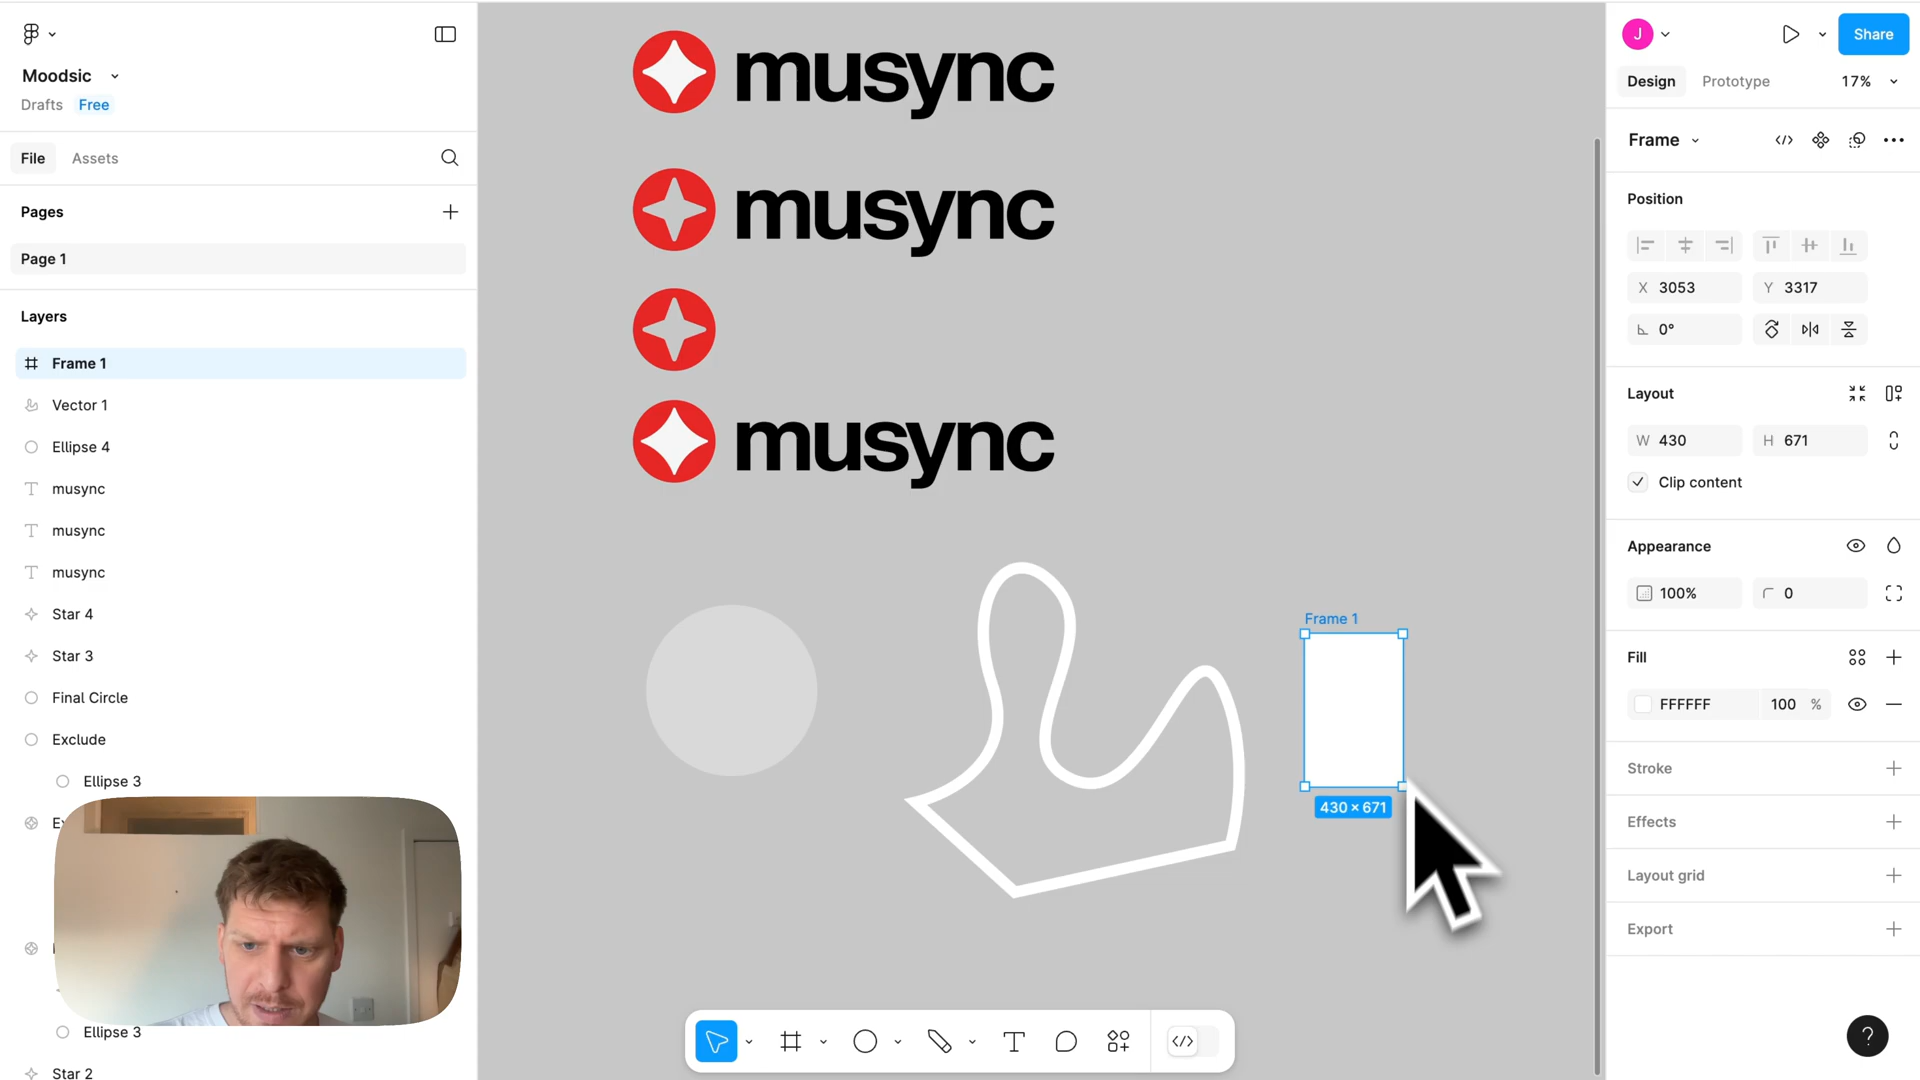 Moodsic
Drafts Free
File Assets
Pages
Page 1
Layers
Frame 1
Vector 1
Ellipse 4
musync
musync
musync
Star 4
Star 3
Final Circle
Exclude
Ellipse 3
Ellipse 3
Star 2
musync
musync
musync
Frame 1
430 × 671
J
Share
Design Prototype 17%
Frame
Position
X 3053 Y 3317
0°
Layout
W 430 H 671
Clip content
Appearance
100% 0
Fill
FFFFFF 100 %
Stroke
Effects
Layout grid
Export
?